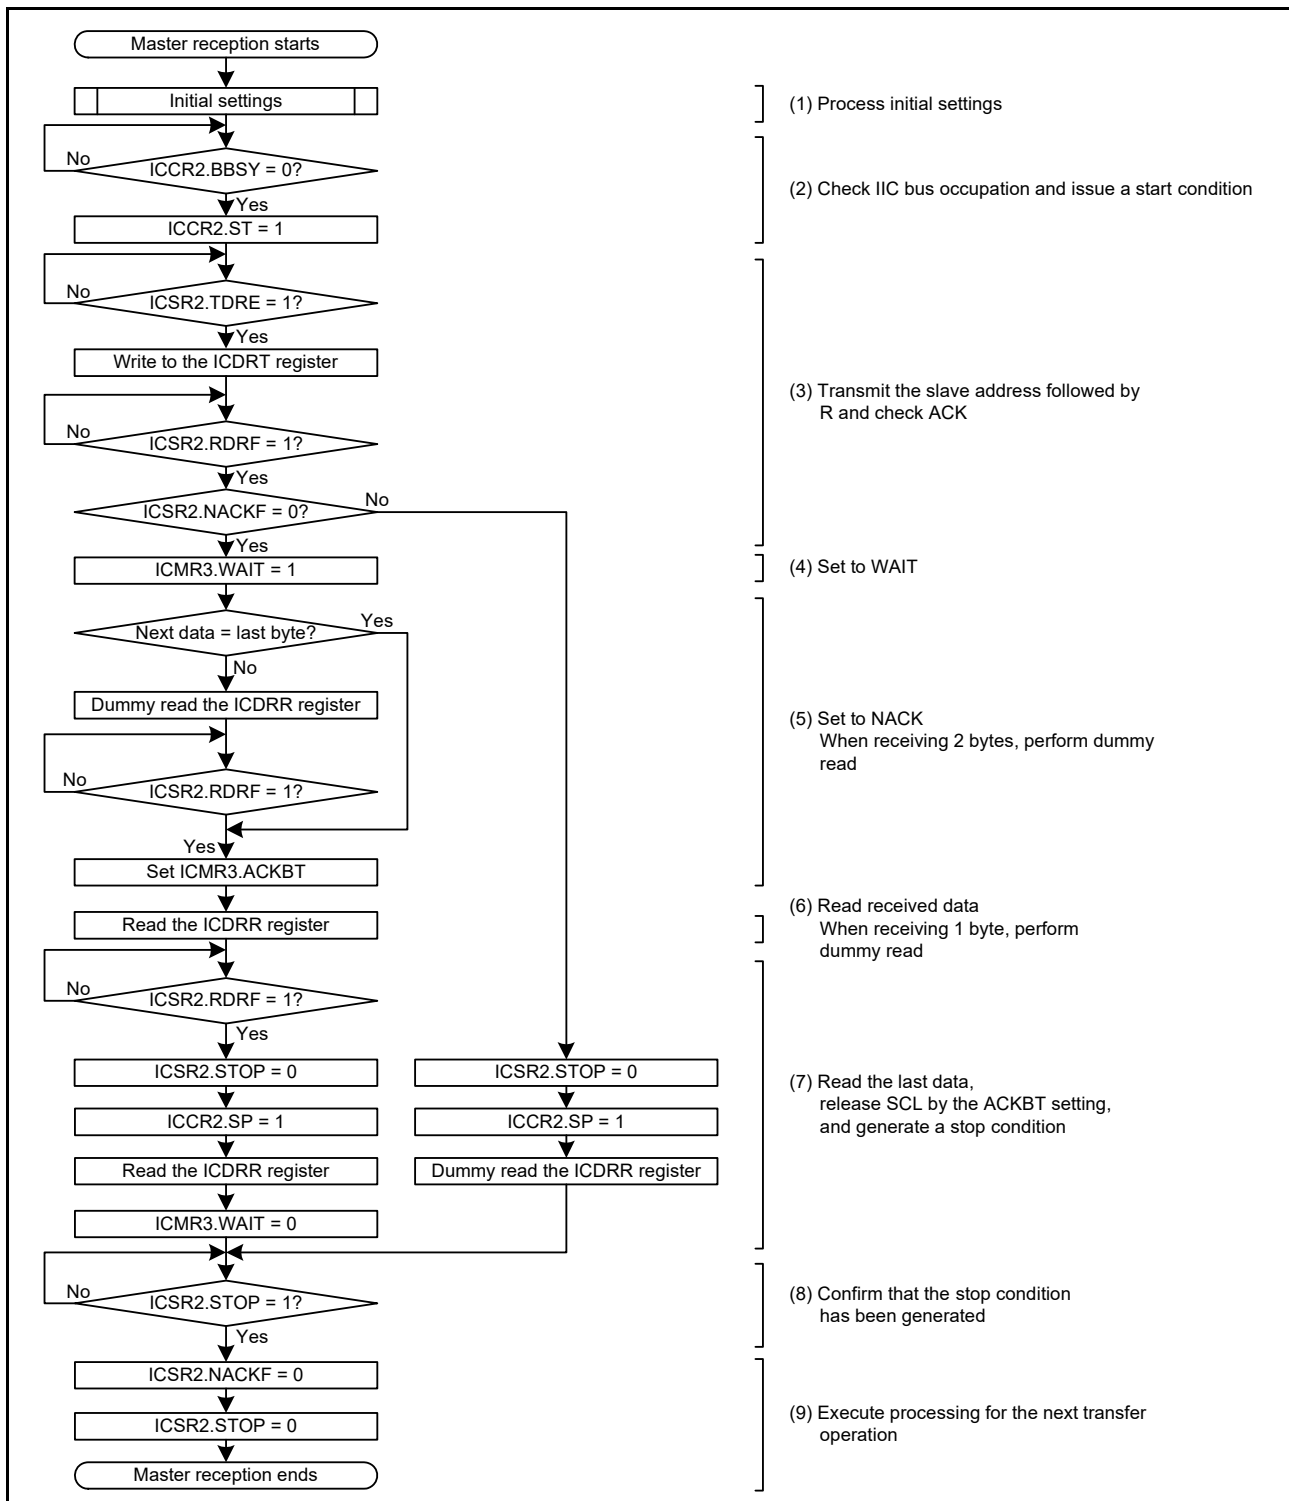 Master reception starts
Initial settings
(1) Process initial settings
No
ICCR2.BBSY = 0?
Yes
ICCR2.ST = 1
(2) Check IIC bus occupation and issue a start condition
No
ICSR2.TDRE = 1?
Yes
Write to the ICDRT register
No
ICSR2.RDRF = 1?
Yes
ICSR2.NACKF = 0?
No
Yes
(3) Transmit the slave address followed by
R and check ACK
ICMR3.WAIT = 1
(4) Set to WAIT
Next data = last byte?
Yes
No
Dummy read the ICDRR register
No
ICSR2.RDRF = 1?
Yes
Set ICMR3.ACKBT
(5) Set to NACK
When receiving 2 bytes, perform dummy
read
Read the ICDRR register
(6) Read received data
When receiving 1 byte, perform
dummy read
No
ICSR2.RDRF = 1?
Yes
ICSR2.STOP = 0
ICCR2.SP = 1
Read the ICDRR register
ICMR3.WAIT = 0
ICSR2.STOP = 0
ICCR2.SP = 1
Dummy read the ICDRR register
(7) Read the last data,
release SCL by the ACKBT setting,
and generate a stop condition
No
ICSR2.STOP = 1?
Yes
(8) Confirm that the stop condition
has been generated
ICSR2.NACKF = 0
ICSR2.STOP = 0
Master reception ends
(9) Execute processing for the next transfer
operation